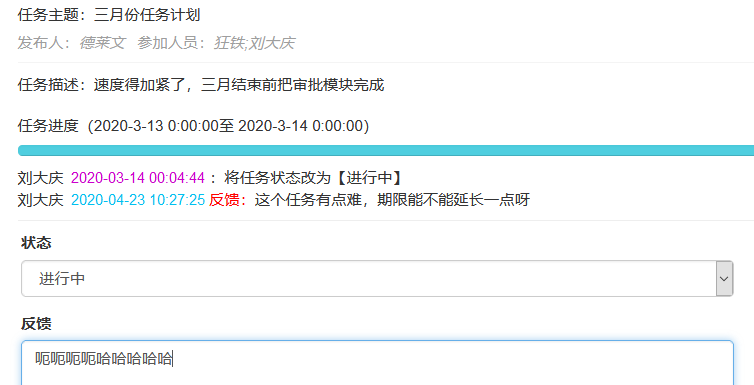 任务主题：三月份任务计划
发布人：德莱文 参加人员：狂铁;刘大庆
任务描述：速度得加紧了，三月结束前把审批模块完成
任务进度（2020-3-13 0:00:00至 2020-3-14 0:00:00）
刘大庆 2020-03-14 00:04:44 ：将任务状态改为【进行中】
刘大庆 2020-04-23 10:27:25 反馈：这个任务有点难，期限能不能延长一点呀
状态
进行中
反馈
呃呃呃呃哈哈哈哈哈